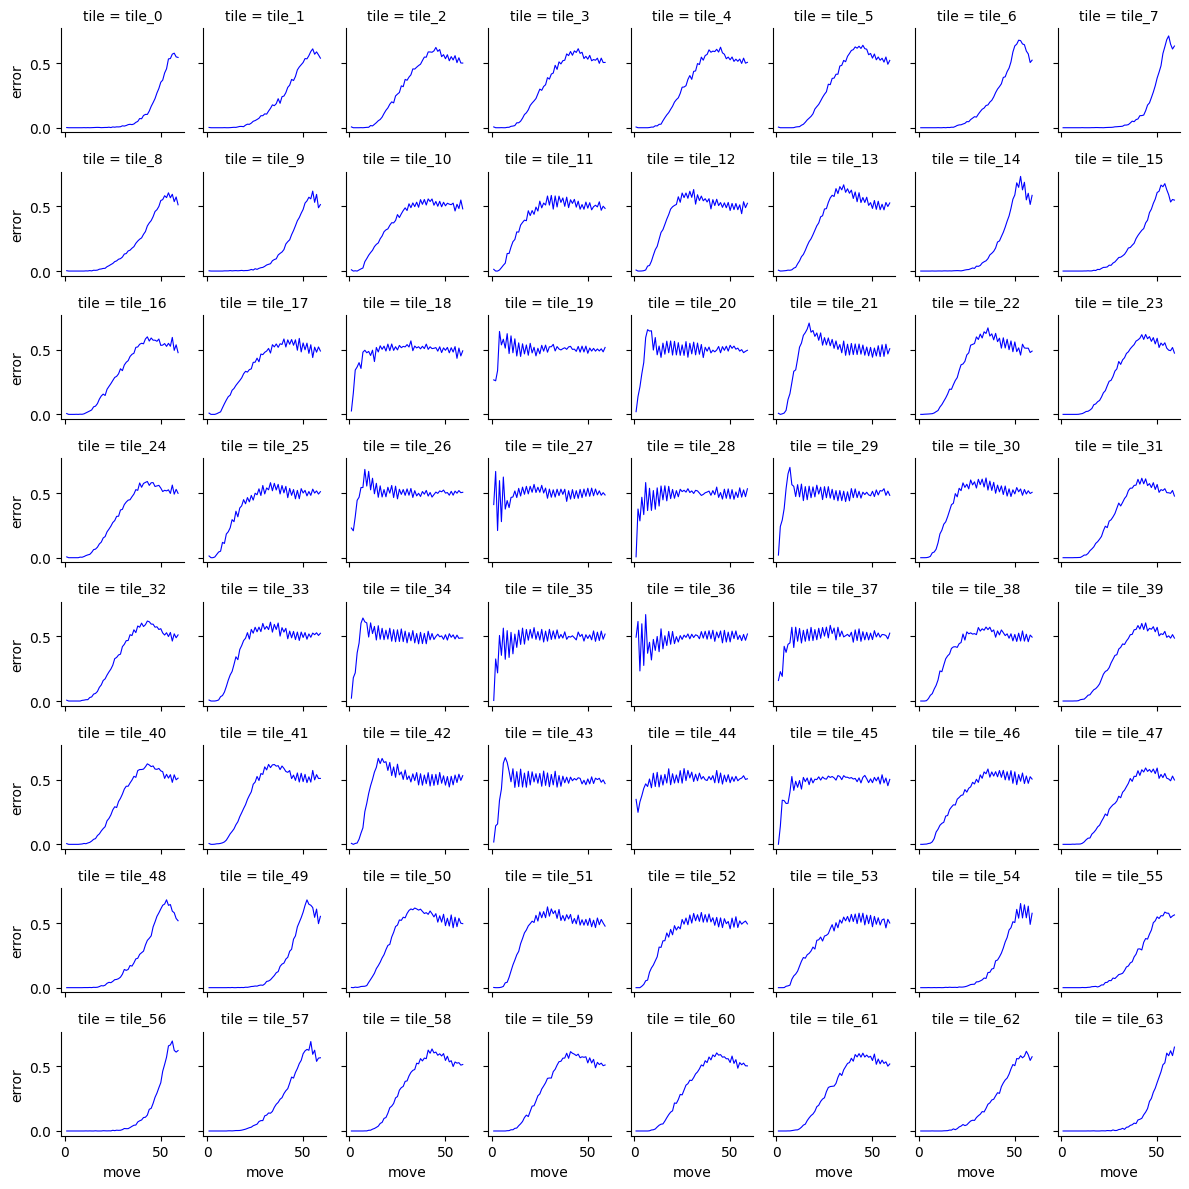 tile = tile_0 tile = tile_1 tile = tile_2 tile = tile_3 tile = tile_4 tile = tile_5 tile = tile_6 tile = tile_7
error 0.5 0.0
tile = tile_8 tile = tile_9 tile = tile_10 tile = tile_11 tile = tile_12 tile = tile_13 tile = tile_14 tile = tile_15
error 0.5 0.0
tile = tile_16 tile = tile_17 tile = tile_18 tile = tile_19 tile = tile_20 tile = tile_21 tile = tile_22 tile = tile_23
error 0.5 0.0
tile = tile_24 tile = tile_25 tile = tile_26 tile = tile_27 tile = tile_28 tile = tile_29 tile = tile_30 tile = tile_31
error 0.5 0.0
tile = tile_32 tile = tile_33 tile = tile_34 tile = tile_35 tile = tile_36 tile = tile_37 tile = tile_38 tile = tile_39
error 0.5 0.0
tile = tile_40 tile = tile_41 tile = tile_42 tile = tile_43 tile = tile_44 tile = tile_45 tile = tile_46 tile = tile_47
error 0.5 0.0
tile = tile_48 tile = tile_49 tile = tile_50 tile = tile_51 tile = tile_52 tile = tile_53 tile = tile_54 tile = tile_55
error 0.5 0.0
tile = tile_56 tile = tile_57 tile = tile_58 tile = tile_59 tile = tile_60 tile = tile_61 tile = tile_62 tile = tile_63
error 0.5 0.0
0 50 0 50 0 50 0 50 0 50 0 50 0 50 0 50
move move move move move move move move